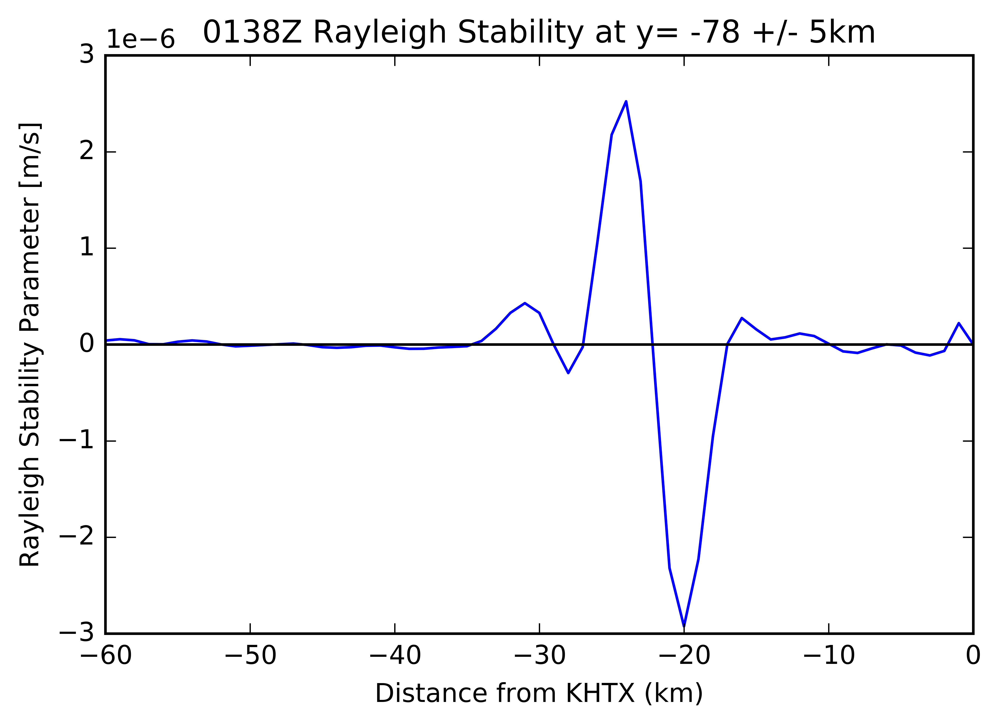 1e−6 0138Z Rayleigh Stability at y= -78 +/- 5km
3
2
1
0
−1
−2
−3
Rayleigh Stability Parameter [m/s]
−60 −50 −40 −30 −20 −10 0
Distance from KHTX (km)